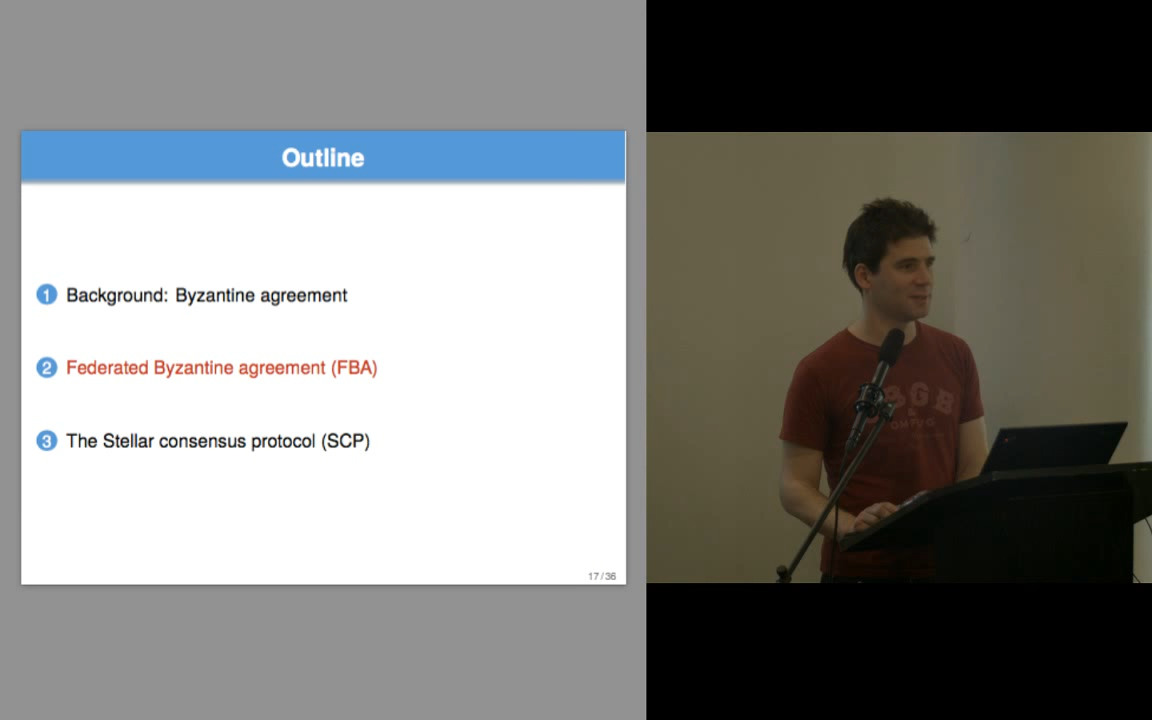 Outline
1 Background: Byzantine agreement
2 Federated Byzantine agreement (FBA)
3 The Stellar consensus protocol (SCP)
17/36